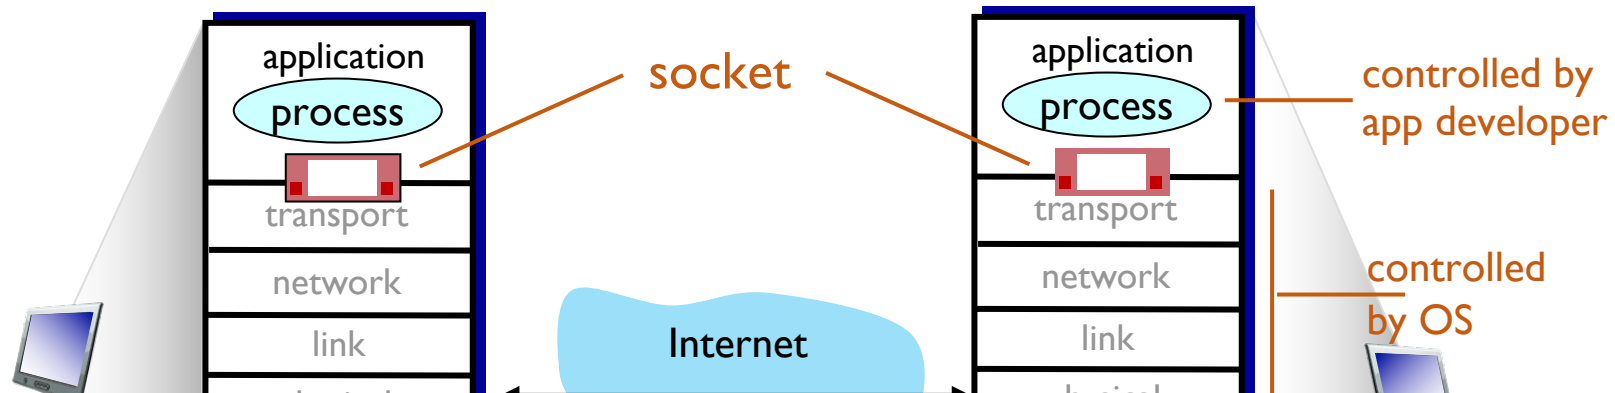 application
process
transport
network
link
socket
Internet
application
process
transport
network
link
controlled by
app developer
controlled
by OS